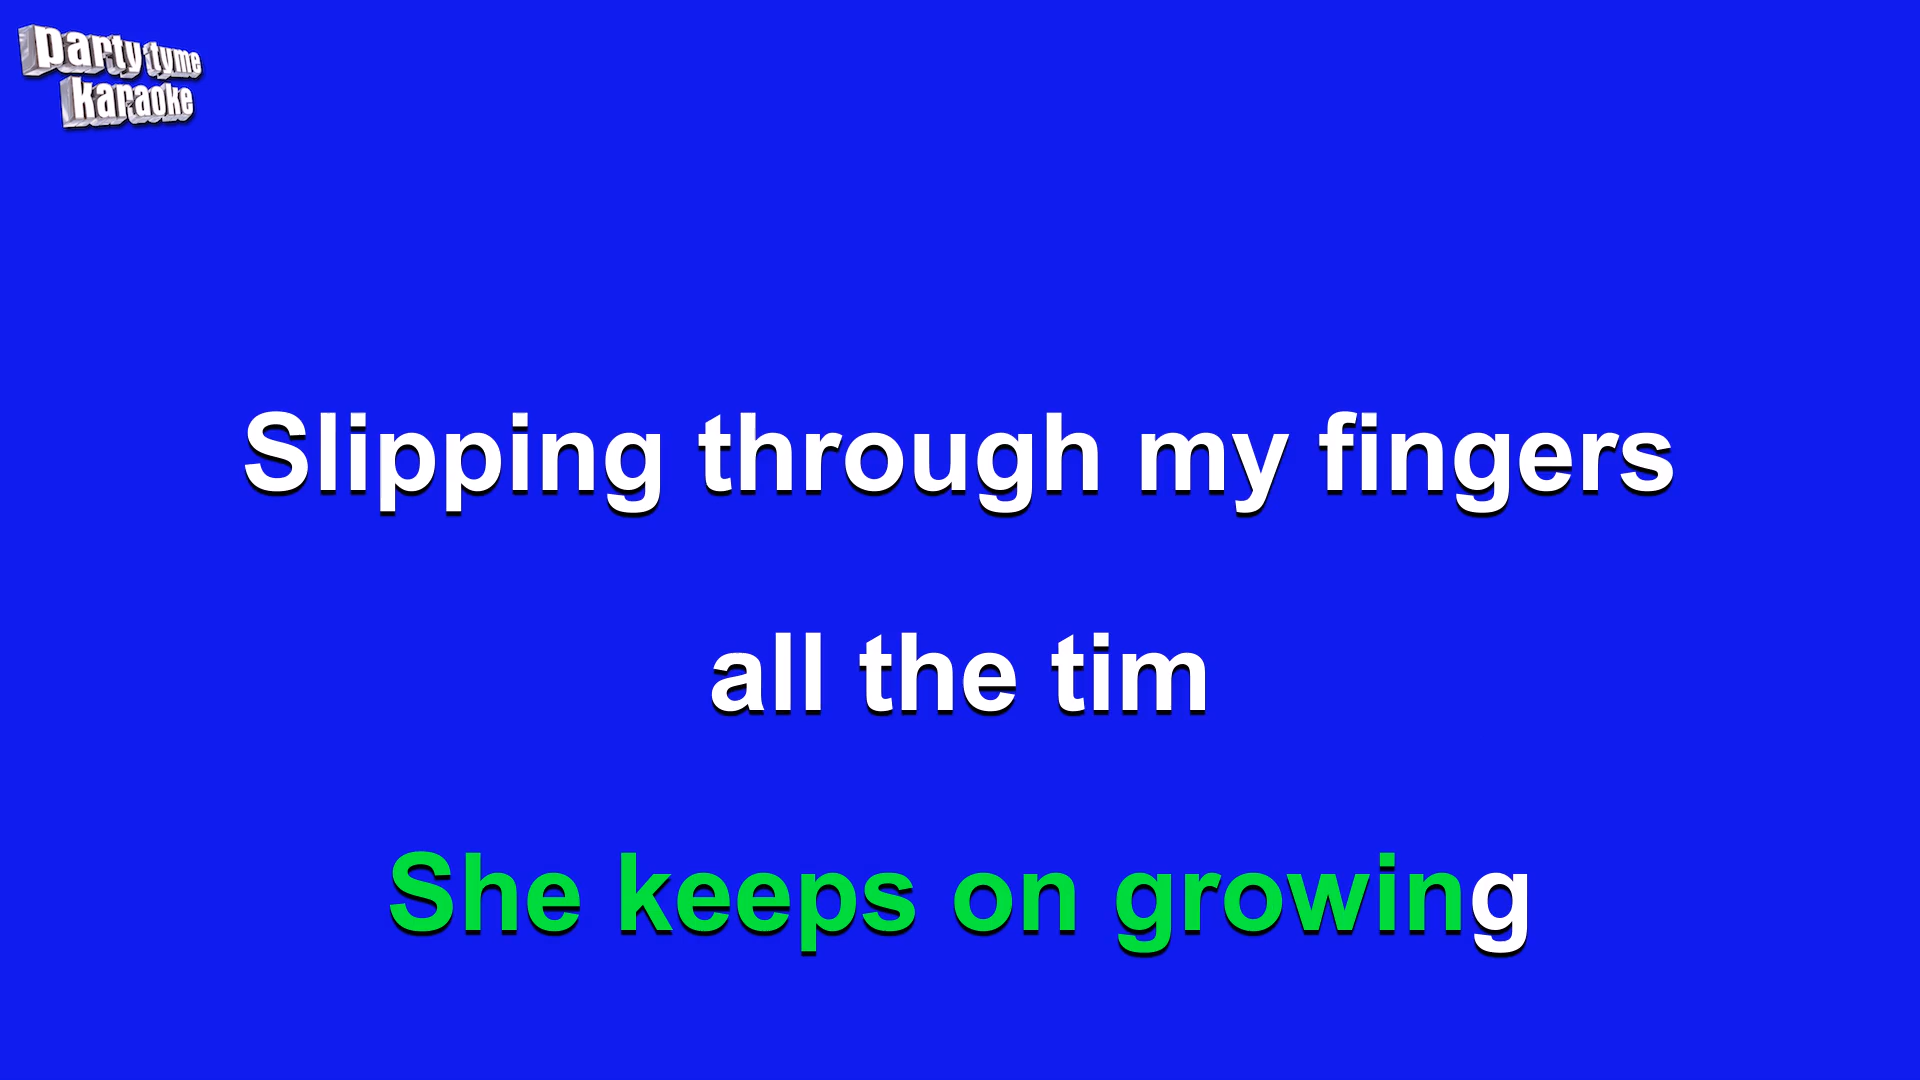 party tyme
karaoke
Slipping through my fingers
all the tim
She keeps on growing